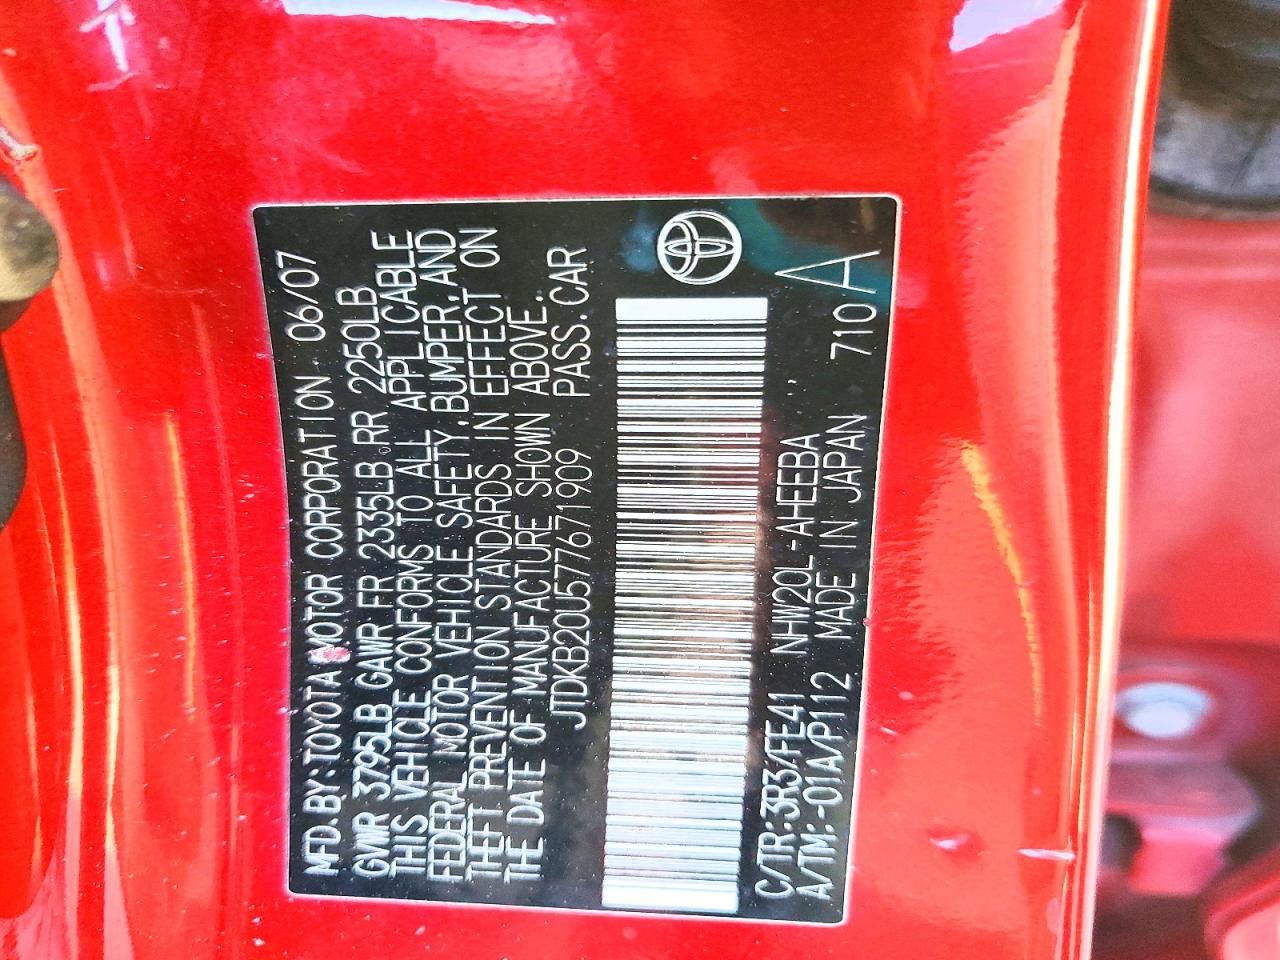 MFD.BY:TOYOTA MOTOR CORPORATION 06/07
GVWR 3795LB GAWR FR 2335LB RR 2250LB
THIS VEHICLE CONFORMS TO ALL APPLICABLE
FEDERAL MOTOR VEHICLE SAFETY,BUMPER,AND
THEFT PREVENTION STANDARDS IN EFFECT ON
THE DATE OF MANUFACTURE SHOWN ABOVE.
JTDKB20U577671909 PASS.CAR
C/TR:3R3/FE41 NHW20L-AHEEBA
A/TM:-01A/P112 MADE IN JAPAN 710 A